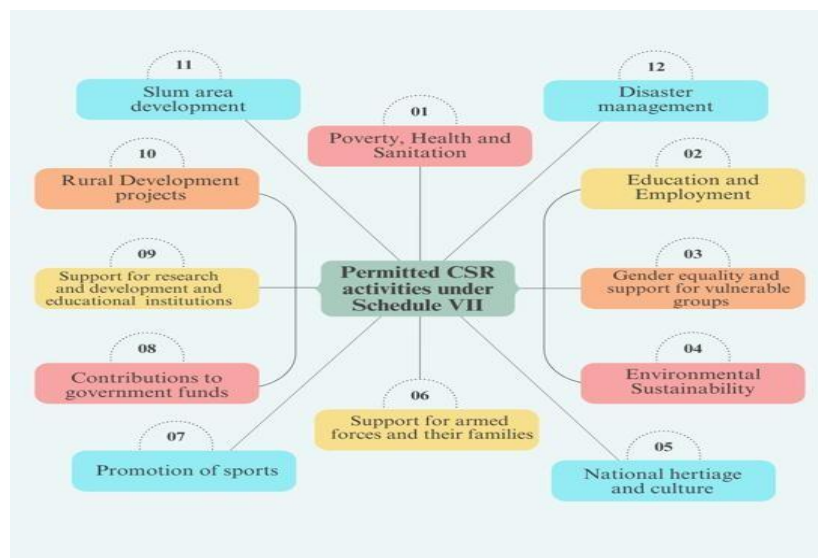 11
Slum area
development
12
Disaster
management
01
Poverty, Health and
Sanitation
10
Rural Development
projects
02
Education and
Employment
09
Support for research
and development and
educational institutions
Permitted CSR
activities under
Schedule VII
03
Gender equality and
support for vulnerable
groups
08
Contributions to
government funds
04
Environmental
Sustainability
06
Support for armed
forces and their families
07
Promotion of sports
05
National hertiage
and culture